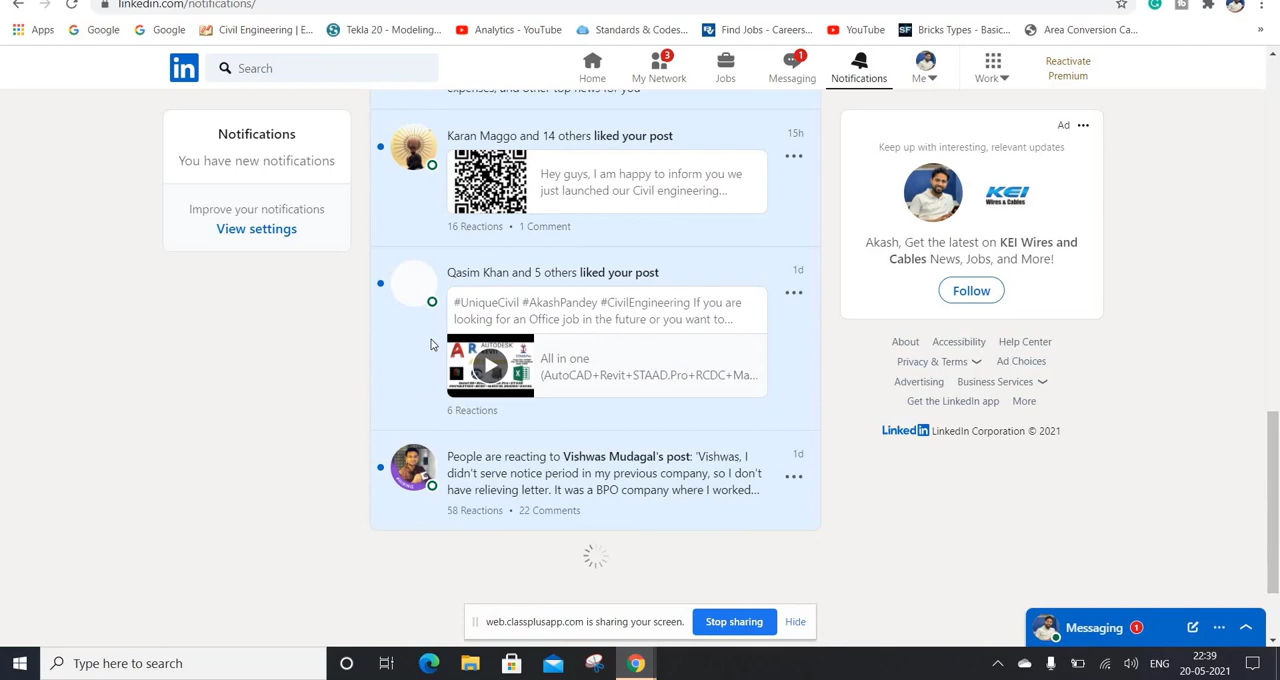 linkedin.com/notifications/
Apps
Google
Google
Civil Engineering | E...
Tekla 20 - Modeling...
Analytics - YouTube
Standards & Codes...
Find Jobs - Careers...
YouTube
SF
Bricks Types - Basic...
Area Conversion Ca...
»
in
Search
Home
3
My Network
Jobs
1
Messaging
Notifications
Me
Work
Reactivate
Premium
Notifications
You have new notifications
Improve your notifications
View settings
expenses, and other top news for you
Karan Maggo and 14 others liked your post
15h
Hey guys, I am happy to inform you we
just launched our Civil engineering...
16 Reactions • 1 Comment
Qasim Khan and 5 others liked your post
1d
#UniqueCivil #AkashPandey #CivilEngineering If you are
looking for an Office job in the future or you want to...
All in one
(AutoCAD+Revit+STAAD.Pro+RCDC+Ma...
6 Reactions
People are reacting to Vishwas Mudagal's post: "Vishwas, I
didn't serve notice period in my previous company, so I don't
have relieving letter. It was a BPO company where I worked...
1d
58 Reactions • 22 Comments
Ad
Keep up with interesting, relevant updates
KEI
Wires & Cables
Akash, Get the latest on KEI Wires and
Cables News, Jobs, and More!
Follow
About
Accessibility
Help Center
Privacy & Terms
Ad Choices
Advertising
Business Services
Get the LinkedIn app
More
LinkedIn LinkedIn Corporation © 2021
web.classplusapp.com is sharing your screen.
Stop sharing
Hide
Messaging
1
Type here to search
ENG
22:39
20-05-2021